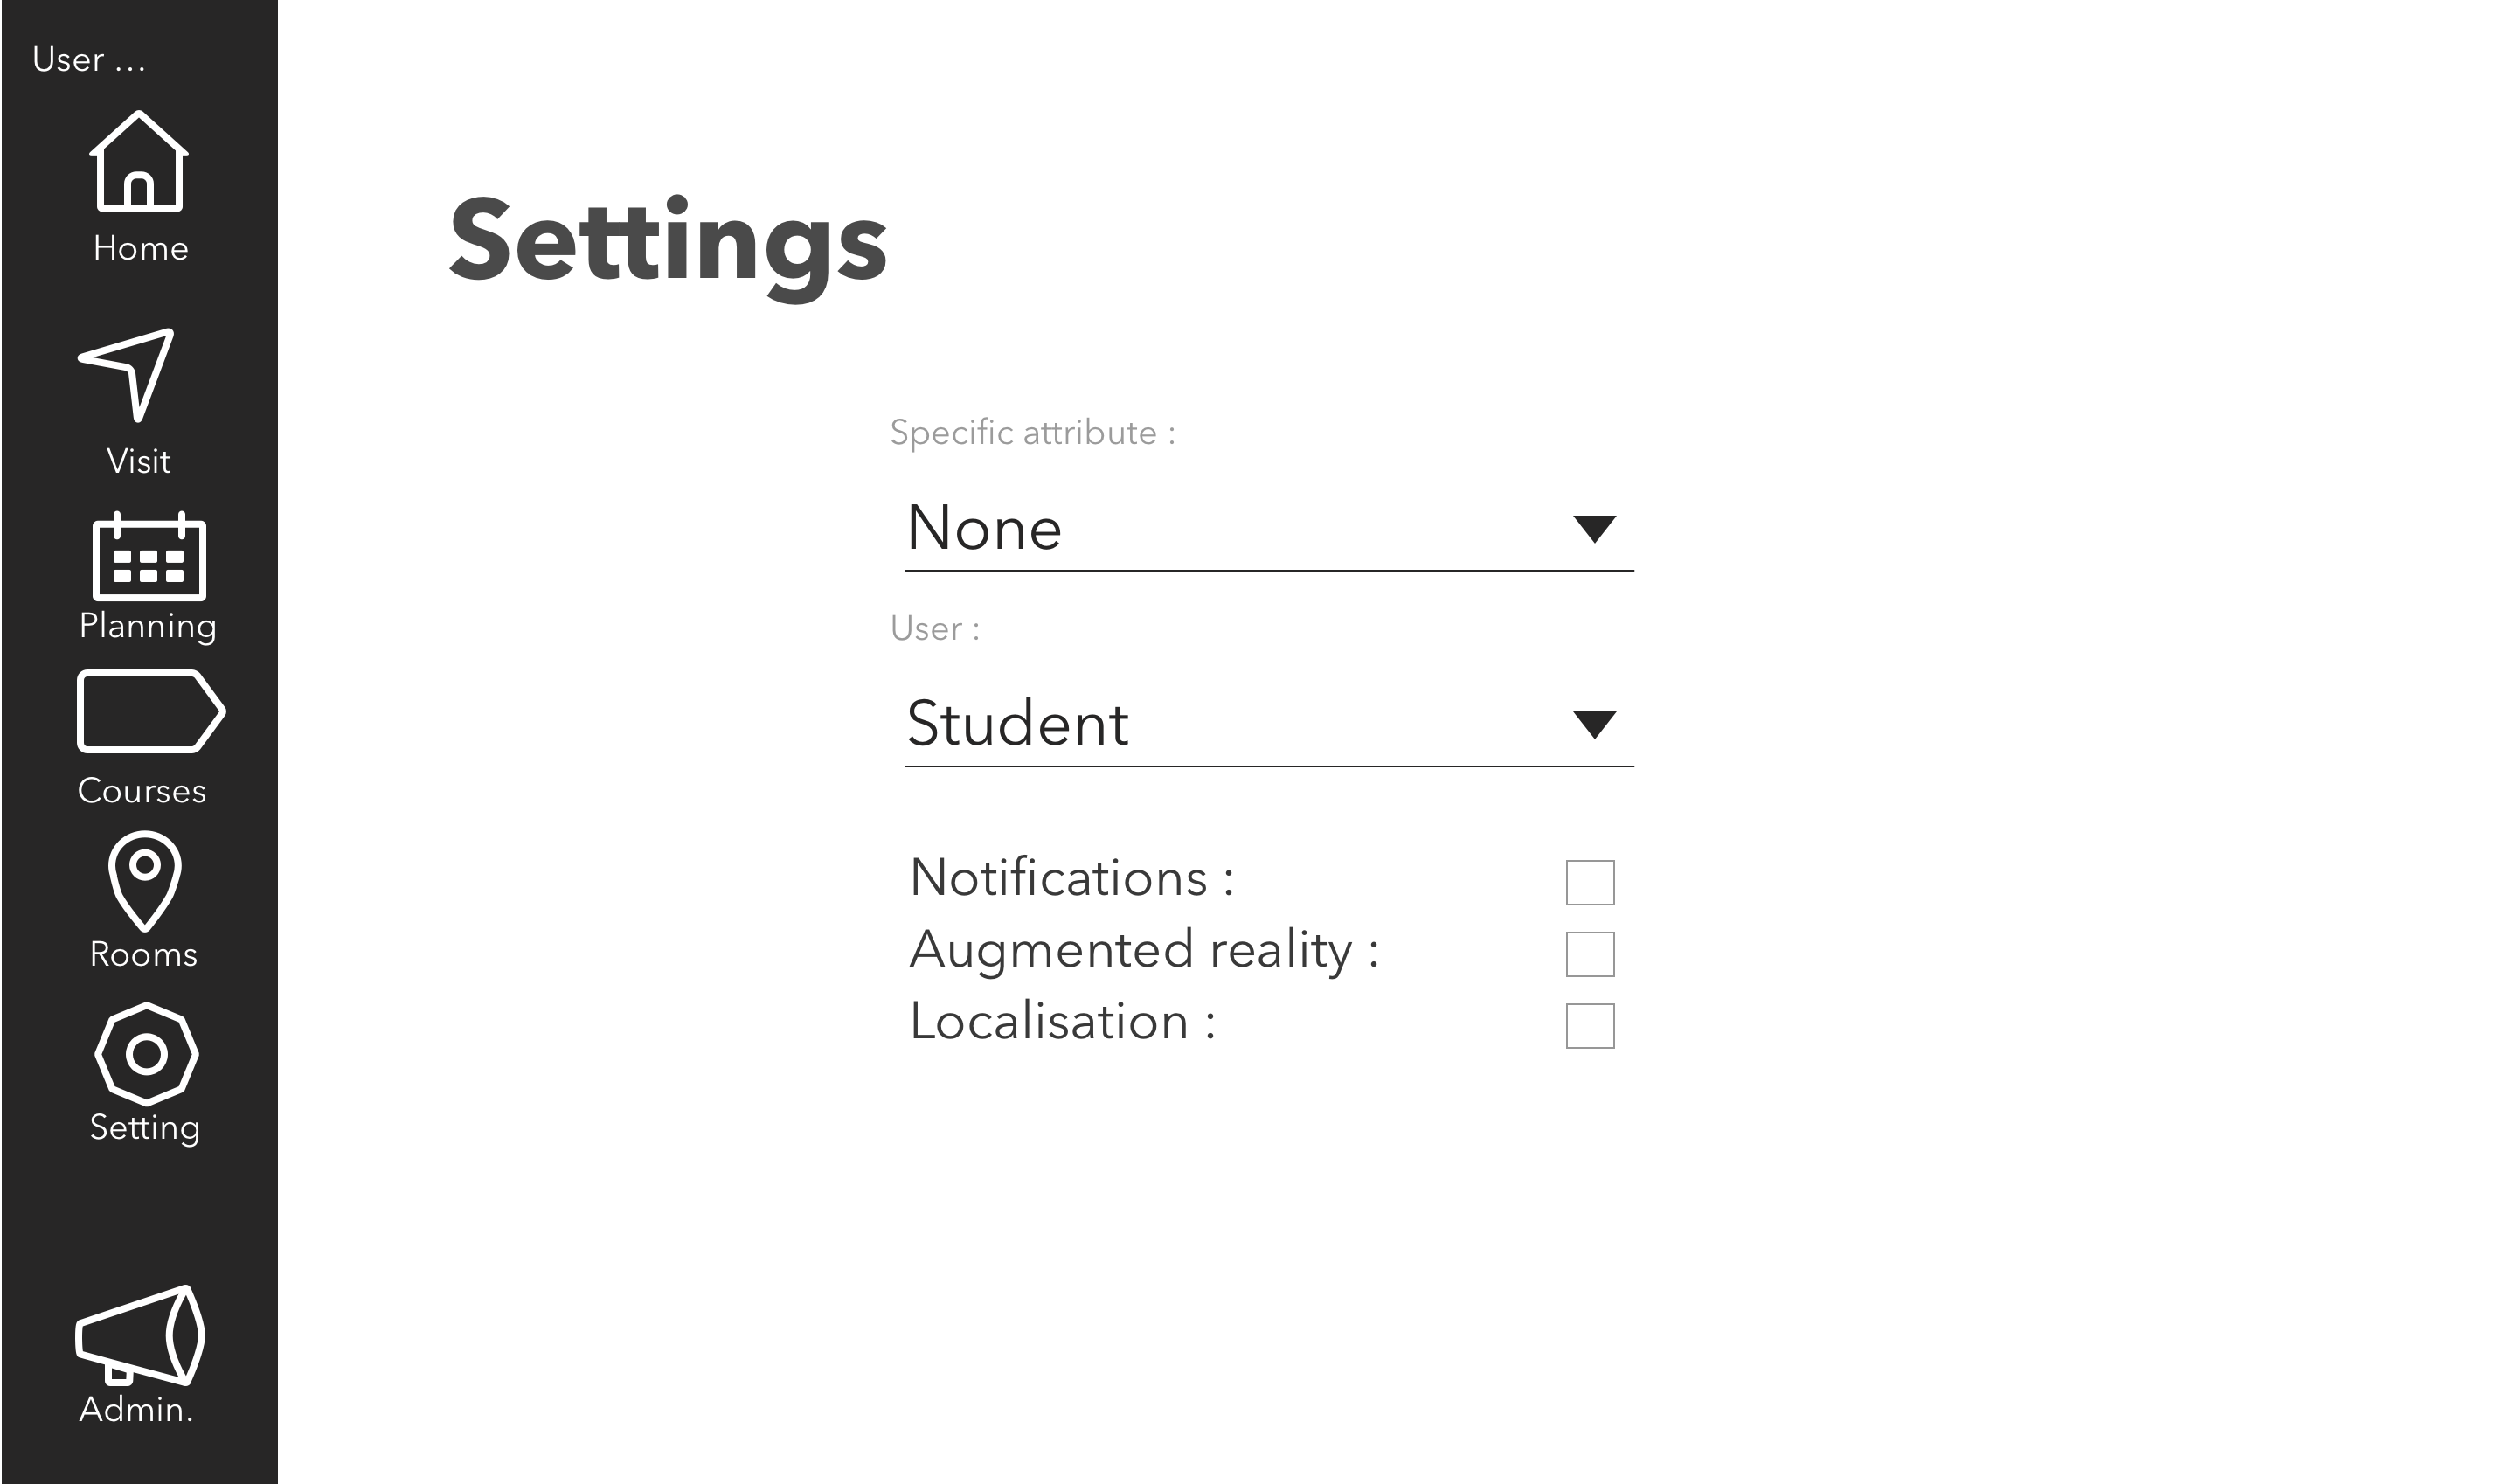 User ...
Home
Visit
Planning
Courses
Rooms
Setting
Admin.
Settings
Specific attribute :
None
User :
Student
Notifications :
Augmented reality :
Localisation :